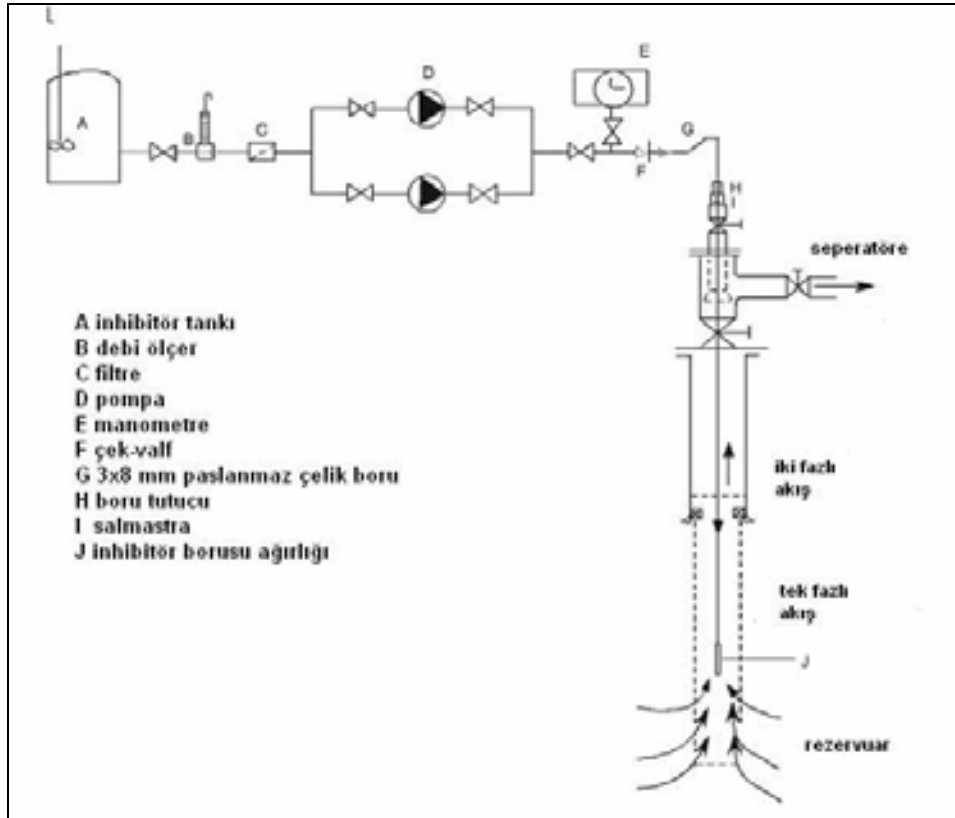 L
E
D
A
B
C
G
F
H
I
seperatöre
A inhibitör tankı
B debi ölçer
C filtre
D pompa
E manometre
F çek-valf
G 3x8 mm paslanmaz çelik boru
H boru tutucu
I salmastra
J inhibitör borusu ağırlığı
iki fazlı
akış
tek fazlı
akış
J
rezervuar